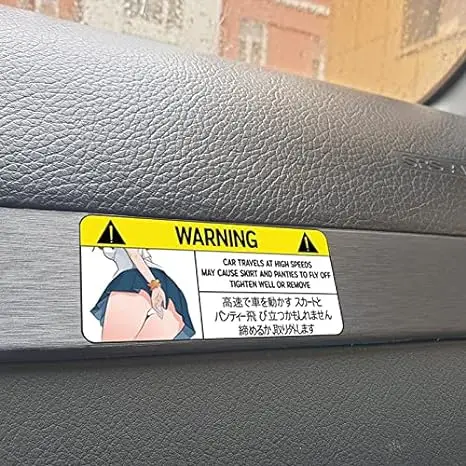 WARNING
CAR TRAVELS AT HIGH SPEEDS
MAY CAUSE SKIRT AND PANTIES TO FLY OFF
TIGHTEN WELL OR REMOVE
高速で車を動かす スカートと
パンティー飛 び立つかもしれません
締めるか,取り外します